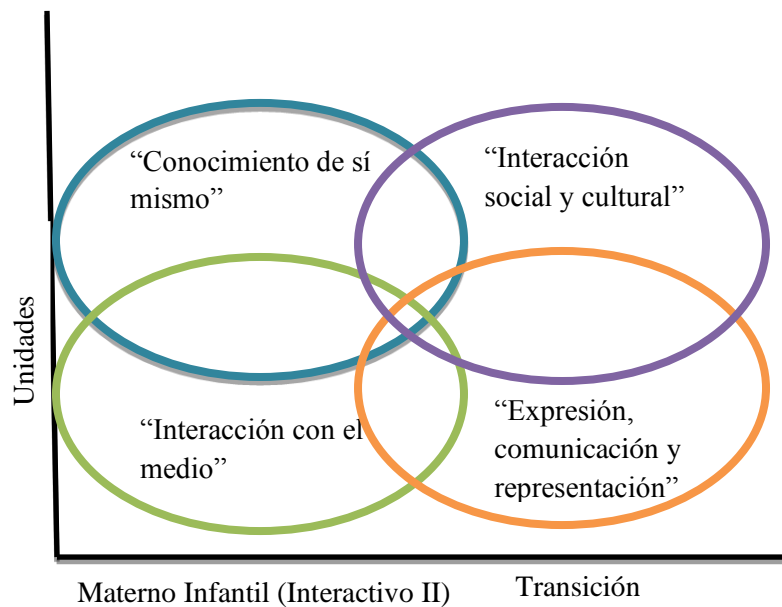 “Conocimiento de sí
mismo”
“Interacción
social y cultural”
Unidades
“Interacción con el
medio”
“Expresión,
comunicación y
representación”
Materno Infantil (Interactivo II)
Transición